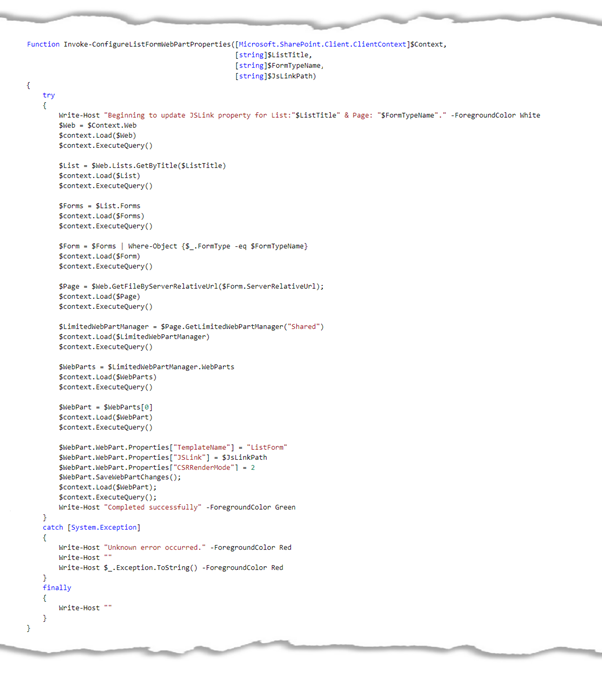 Function Invoke-ConfigureListFormWebPartProperties([Microsoft.SharePoint.Client.ClientContext]$Context,
[string]$ListTitle,
[string]$FormTypeName,
[string]$JsLinkPath)
{
try
{
Write-Host "Beginning to update JSLink property for List:"$ListTitle" & Page: "$FormTypeName"." -ForegroundColor White
$Web = $Context.Web
$context.Load($Web)
$context.ExecuteQuery()
$List = $Web.Lists.GetByTitle($ListTitle)
$context.Load($List)
$context.ExecuteQuery()
$Forms = $List.Forms
$context.Load($Forms)
$context.ExecuteQuery()
$Form = $Forms | Where-Object {$_.FormType -eq $FormTypeName}
$context.Load($Form)
$context.ExecuteQuery()
$Page = $Web.GetFileByServerRelativeUrl($Form.ServerRelativeUrl);
$context.Load($Page)
$context.ExecuteQuery()
$LimitedWebPartManager = $Page.GetLimitedWebPartManager("Shared")
$context.Load($LimitedWebPartManager)
$context.ExecuteQuery()
$WebParts = $LimitedWebPartManager.WebParts
$context.Load($WebParts)
$context.ExecuteQuery()
$WebPart = $WebParts[0]
$context.Load($WebPart)
$context.ExecuteQuery()
$WebPart.WebPart.Properties["TemplateName"] = "ListForm"
$WebPart.WebPart.Properties["JSLink"] = $JsLinkPath
$WebPart.WebPart.Properties["CSRRenderMode"] = 2
$WebPart.SaveWebPartChanges();
$context.Load($WebPart);
$context.ExecuteQuery();
Write-Host "Completed successfully" -ForegroundColor Green
}
catch [System.Exception]
{
Write-Host "Unknown error occurred." -ForegroundColor Red
Write-Host ""
Write-Host $_.Exception.ToString() -ForegroundColor Red
}
finally
{
Write-Host ""
}
}